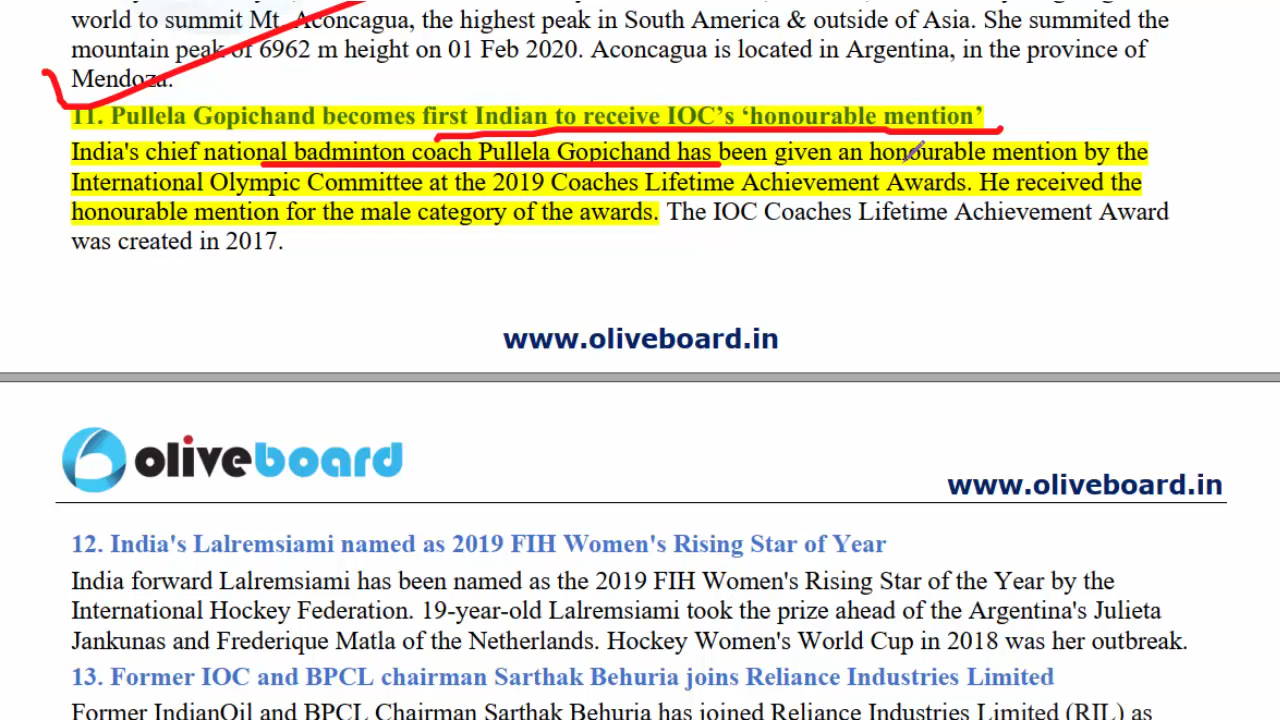 world to summit Mt. Aconcagua, the highest peak in South America & outside of Asia. She summited the
mountain peak of 6962 m height on 01 Feb 2020. Aconcagua is located in Argentina, in the province of
Mendoza.
11. Pullela Gopichand becomes first Indian to receive IOC's ‘honourable mention’
India's chief national badminton coach Pullela Gopichand has been given an honourable mention by the
International Olympic Committee at the 2019 Coaches Lifetime Achievement Awards. He received the
honourable mention for the male category of the awards. The IOC Coaches Lifetime Achievement Award
was created in 2017.
www.oliveboard.in
oliveboard
www.oliveboard.in
12. India's Lalremsiami named as 2019 FIH Women's Rising Star of Year
India forward Lalremsiami has been named as the 2019 FIH Women's Rising Star of the Year by the
International Hockey Federation. 19-year-old Lalremsiami took the prize ahead of the Argentina's Julieta
Jankunas and Frederique Matla of the Netherlands. Hockey Women's World Cup in 2018 was her outbreak.
13. Former IOC and BPCL chairman Sarthak Behuria joins Reliance Industries Limited
Former IndianOil and BPCL Chairman Sarthak Behuria has joined Reliance Industries Limited (RIL) as